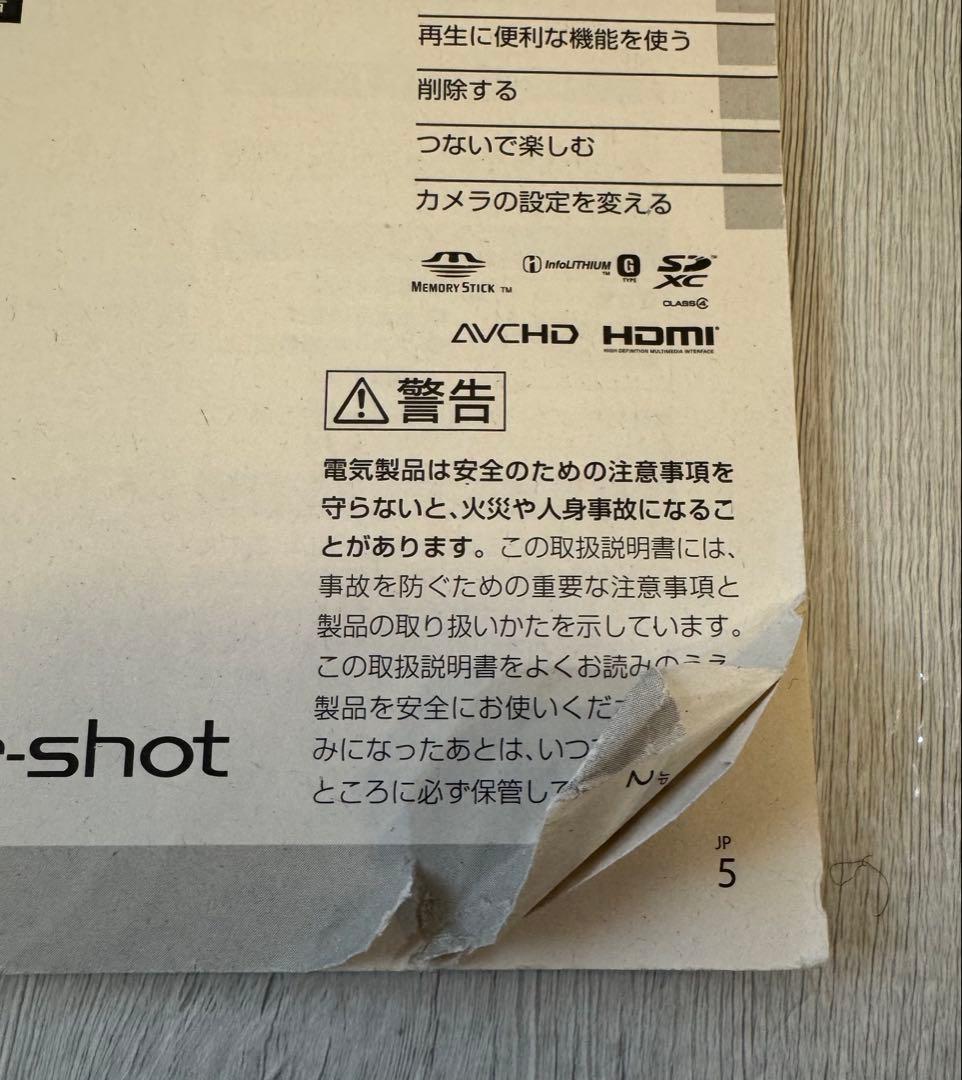 再生に便利な機能を使う
削除する
つないで楽しむ
カメラの設定を変える
MEMORY STICK TM
InfoLITHIUM TM G TYPE
SD XC TM
CLASS 4
AVCHD
HDMI
HIGH-DEFINITION MULTIMEDIA INTERFACE
警告
電気製品は安全のための注意事項を
守らないと、火災や人身事故になるこ
とがあります。この取扱説明書には、
事故を防ぐための重要な注意事項と
製品の取り扱いかたを示しています。
この取扱説明書をよくお読みのうえ、
製品を安全にお使いくだ
みになったあとは、いつ
ところに必ず保管して
-shot
JP
5